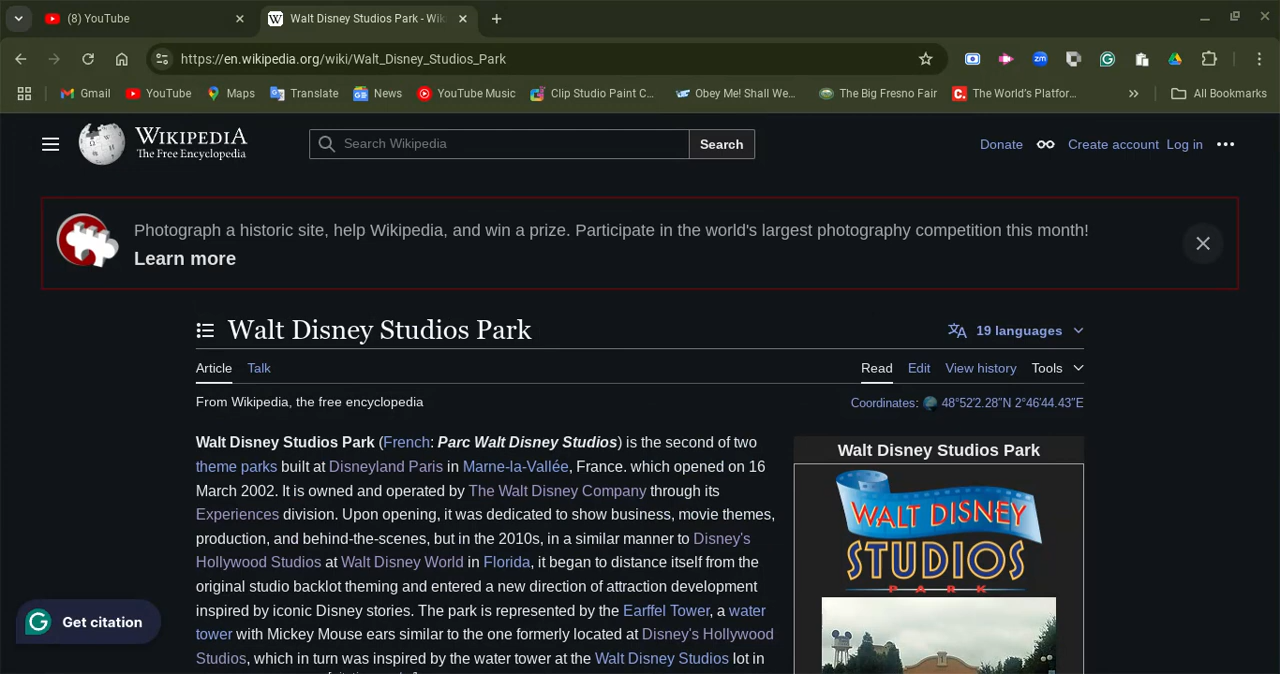 (8) YouTube
Walt Disney Studios Park - Wik
https://en.wikipedia.org/wiki/Walt_Disney_Studios_Park
Gmail YouTube Maps Translate News YouTube Music Clip Studio Paint C... Obey Me! Shall We... The Big Fresno Fair The World's Platfor... » All Bookmarks
WIKIPEDIA
The Free Encyclopedia
Search Wikipedia
Search
Donate Create account Log in
Photograph a historic site, help Wikipedia, and win a prize. Participate in the world's largest photography competition this month!
Learn more
Walt Disney Studios Park
19 languages
Article Talk Read Edit View history Tools
From Wikipedia, the free encyclopedia
Coordinates: 48°52′2.28″N 2°46′44.43″E
Walt Disney Studios Park (French: Parc Walt Disney Studios) is the second of two
theme parks built at Disneyland Paris in Marne-la-Vallée, France. which opened on 16
March 2002. It is owned and operated by The Walt Disney Company through its
Experiences division. Upon opening, it was dedicated to show business, movie themes,
production, and behind-the-scenes, but in the 2010s, in a similar manner to Disney's
Hollywood Studios at Walt Disney World in Florida, it began to distance itself from the
original studio backlot theming and entered a new direction of attraction development
inspired by iconic Disney stories. The park is represented by the Earffel Tower, a water
tower with Mickey Mouse ears similar to the one formerly located at Disney's Hollywood
Studios, which in turn was inspired by the water tower at the Walt Disney Studios lot in
Walt Disney Studios Park
WALT DISNEY
STUDIOS
PARK
Get citation